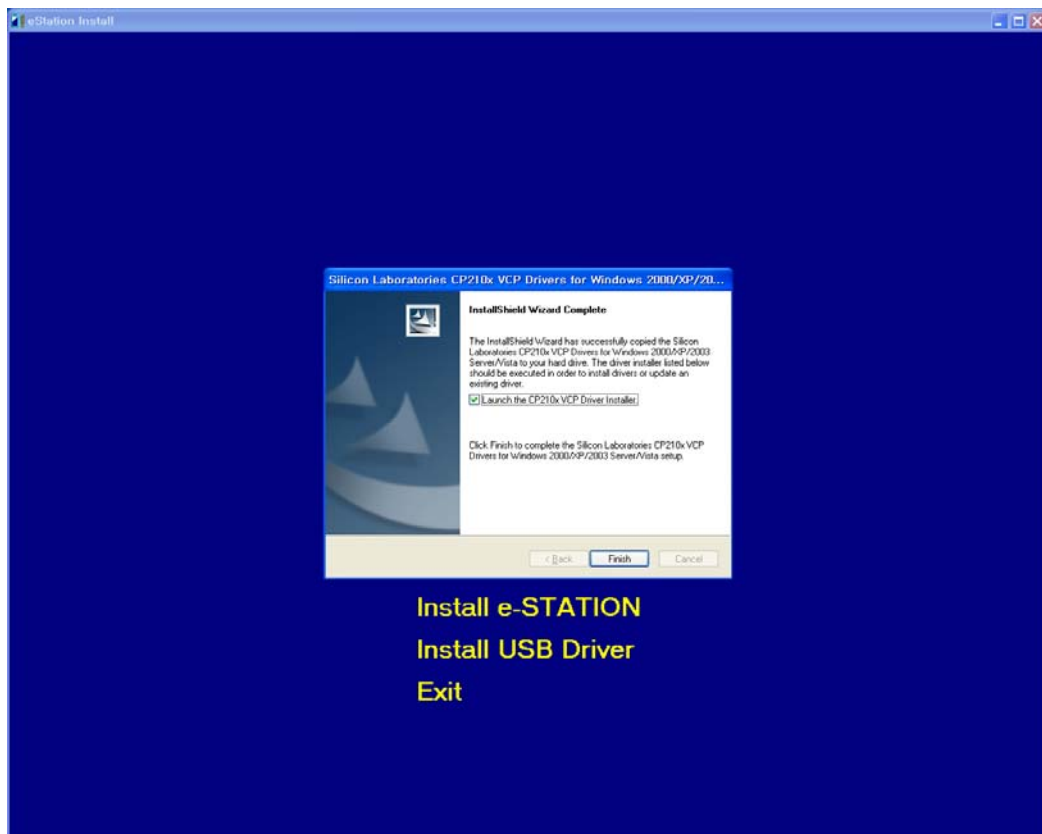 eStation Install
Silicon Laboratories CP210x VCP Drivers for Windows 2000/XP/20...
InstallShield Wizard Complete
The InstallShield Wizard has successfully copied the Silicon
Laboratories CP210x VCP Drivers for Windows 2000/XP/2003
Server/Vista to your hard drive. The driver installer listed below
should be executed in order to install drivers or update an
existing driver.
Launch the CP210x VCP Driver Installer.
Click Finish to complete the Silicon Laboratories CP210x VCP
Drivers for Windows 2000/XP/2003 Server/Vista setup.
< Back
Finish
Cancel
Install e-STATION
Install USB Driver
Exit